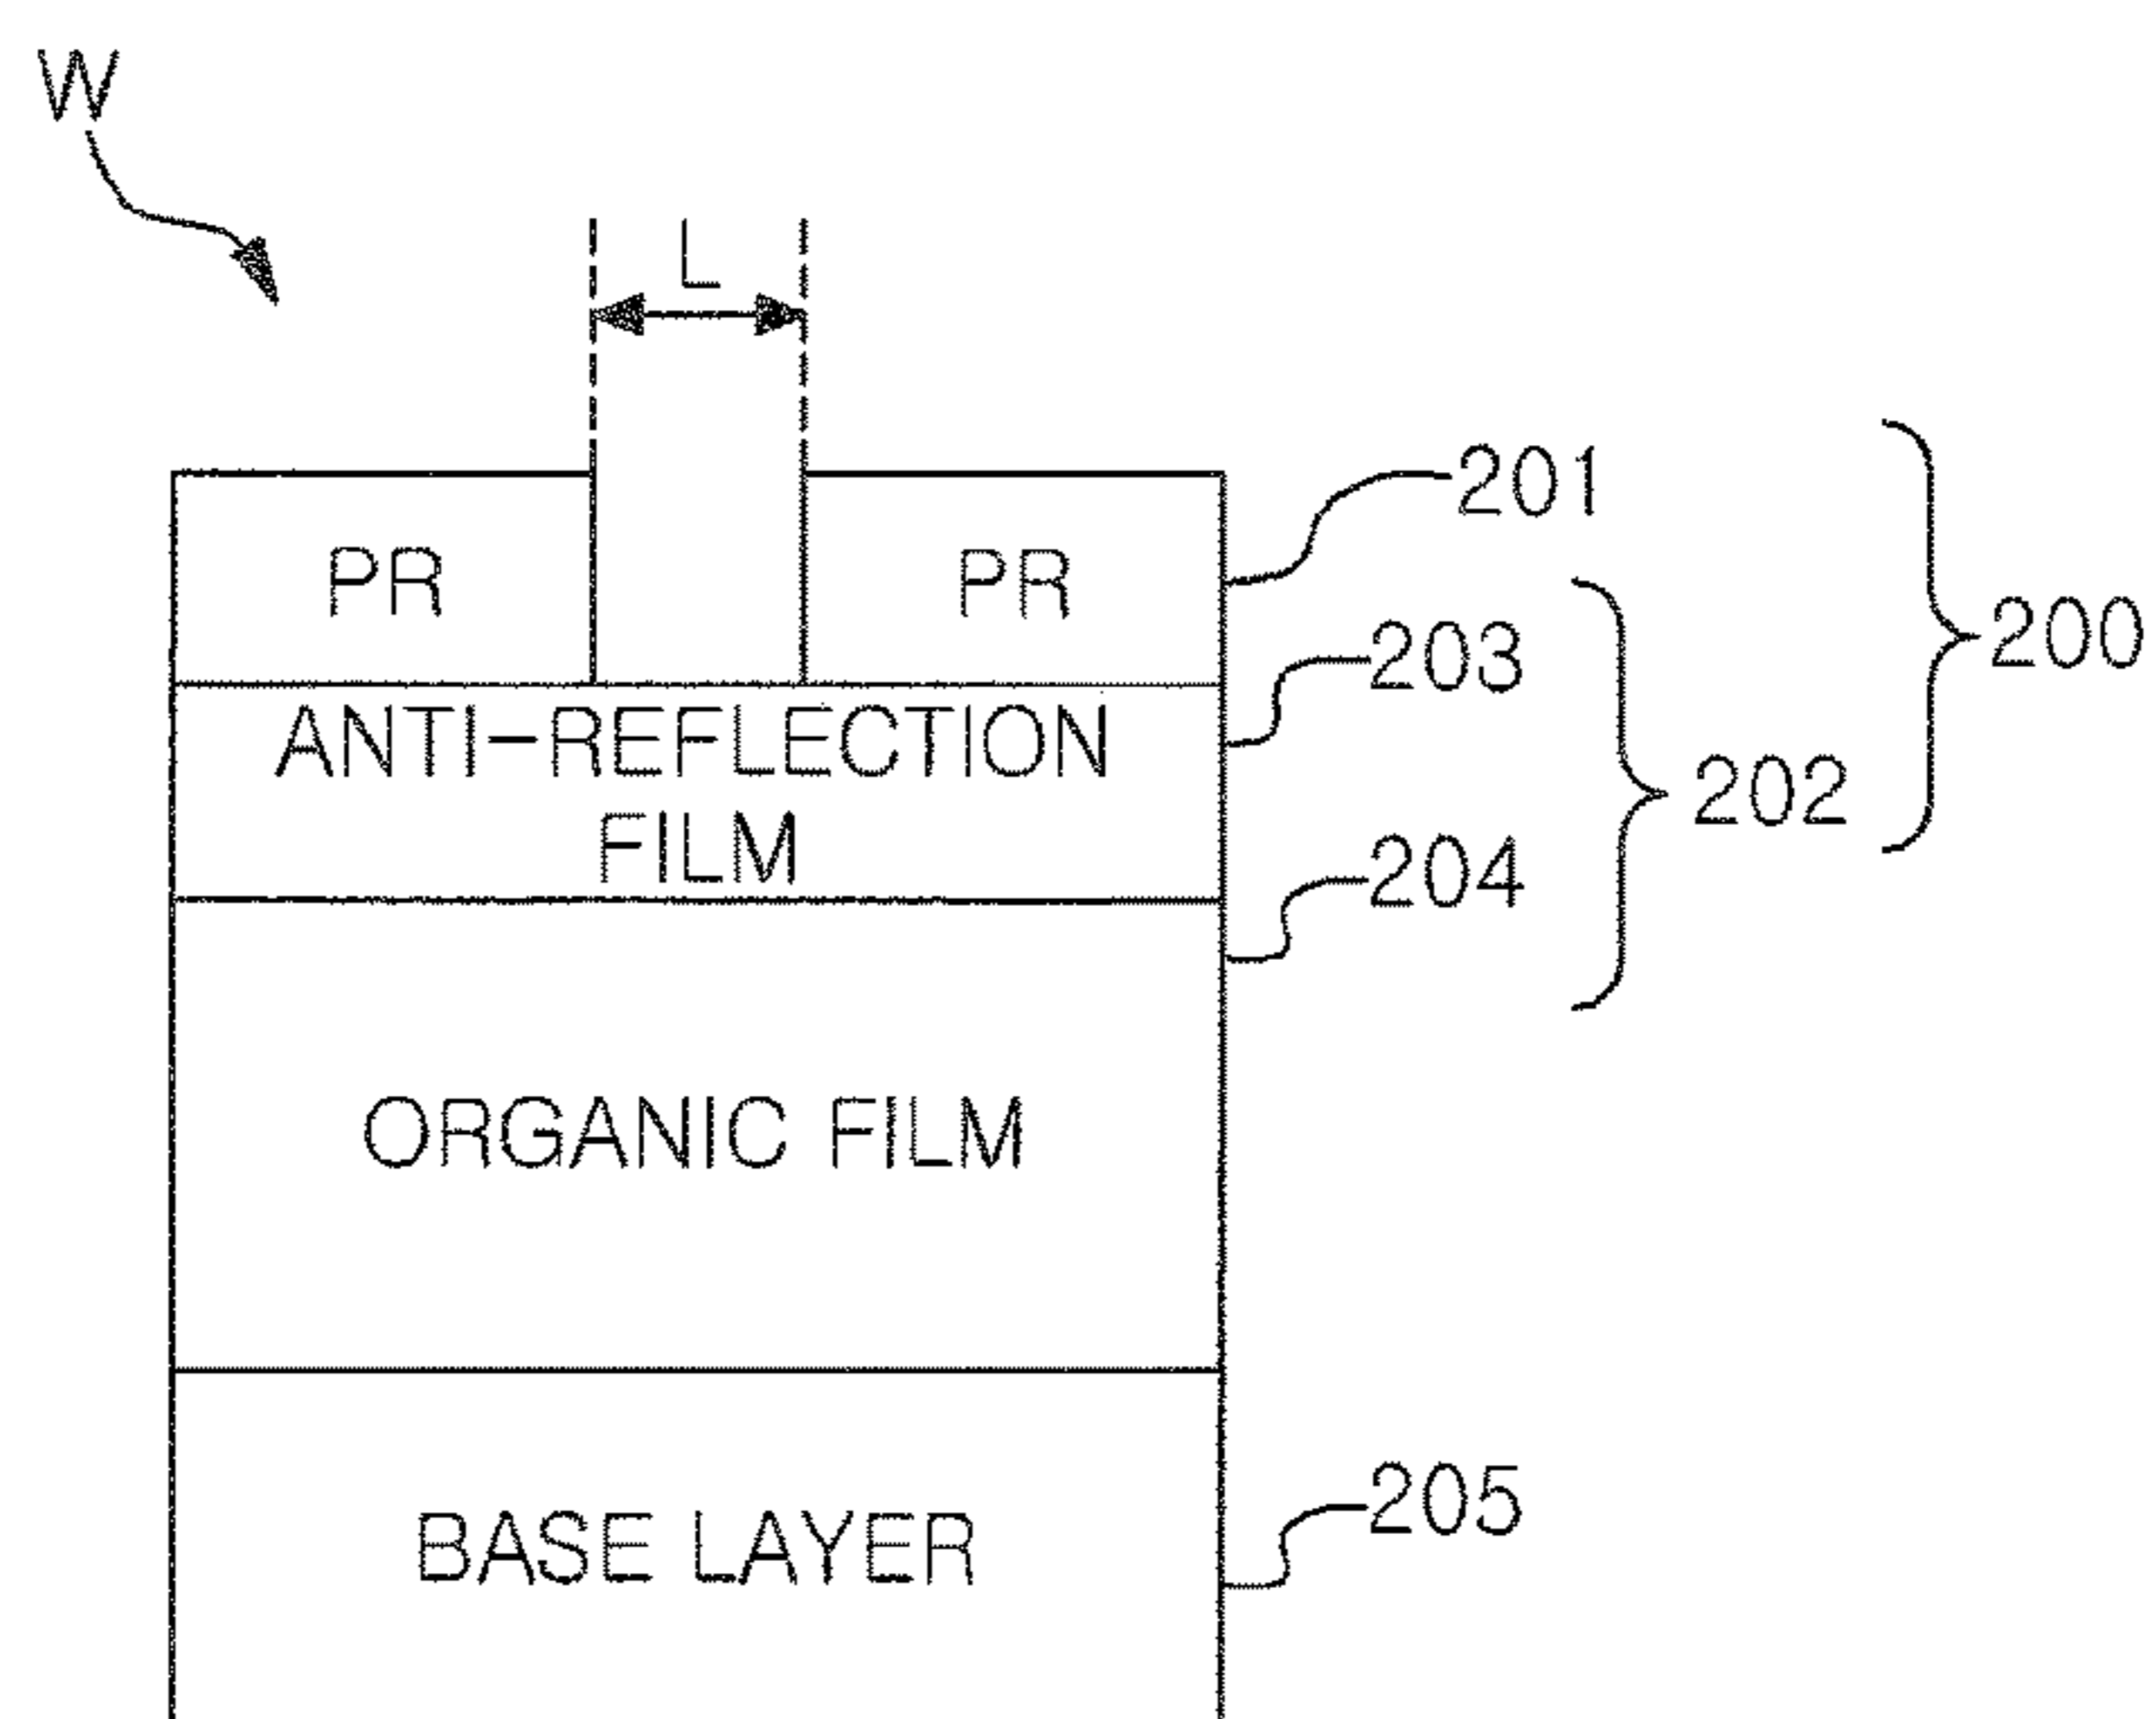 W
L
PR PR 201
203
200
ANTI-REFLECTION
202
FILM
204
ORGANIC FILM
205
BASE LAYER